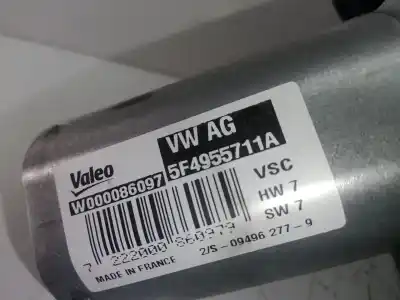 Valeo
VW AG
W000086097
5F4955711A
VSC
HW 7
SW 7
7 222000 860979
MADE IN FRANCE
2/S - 09496 277 - 9